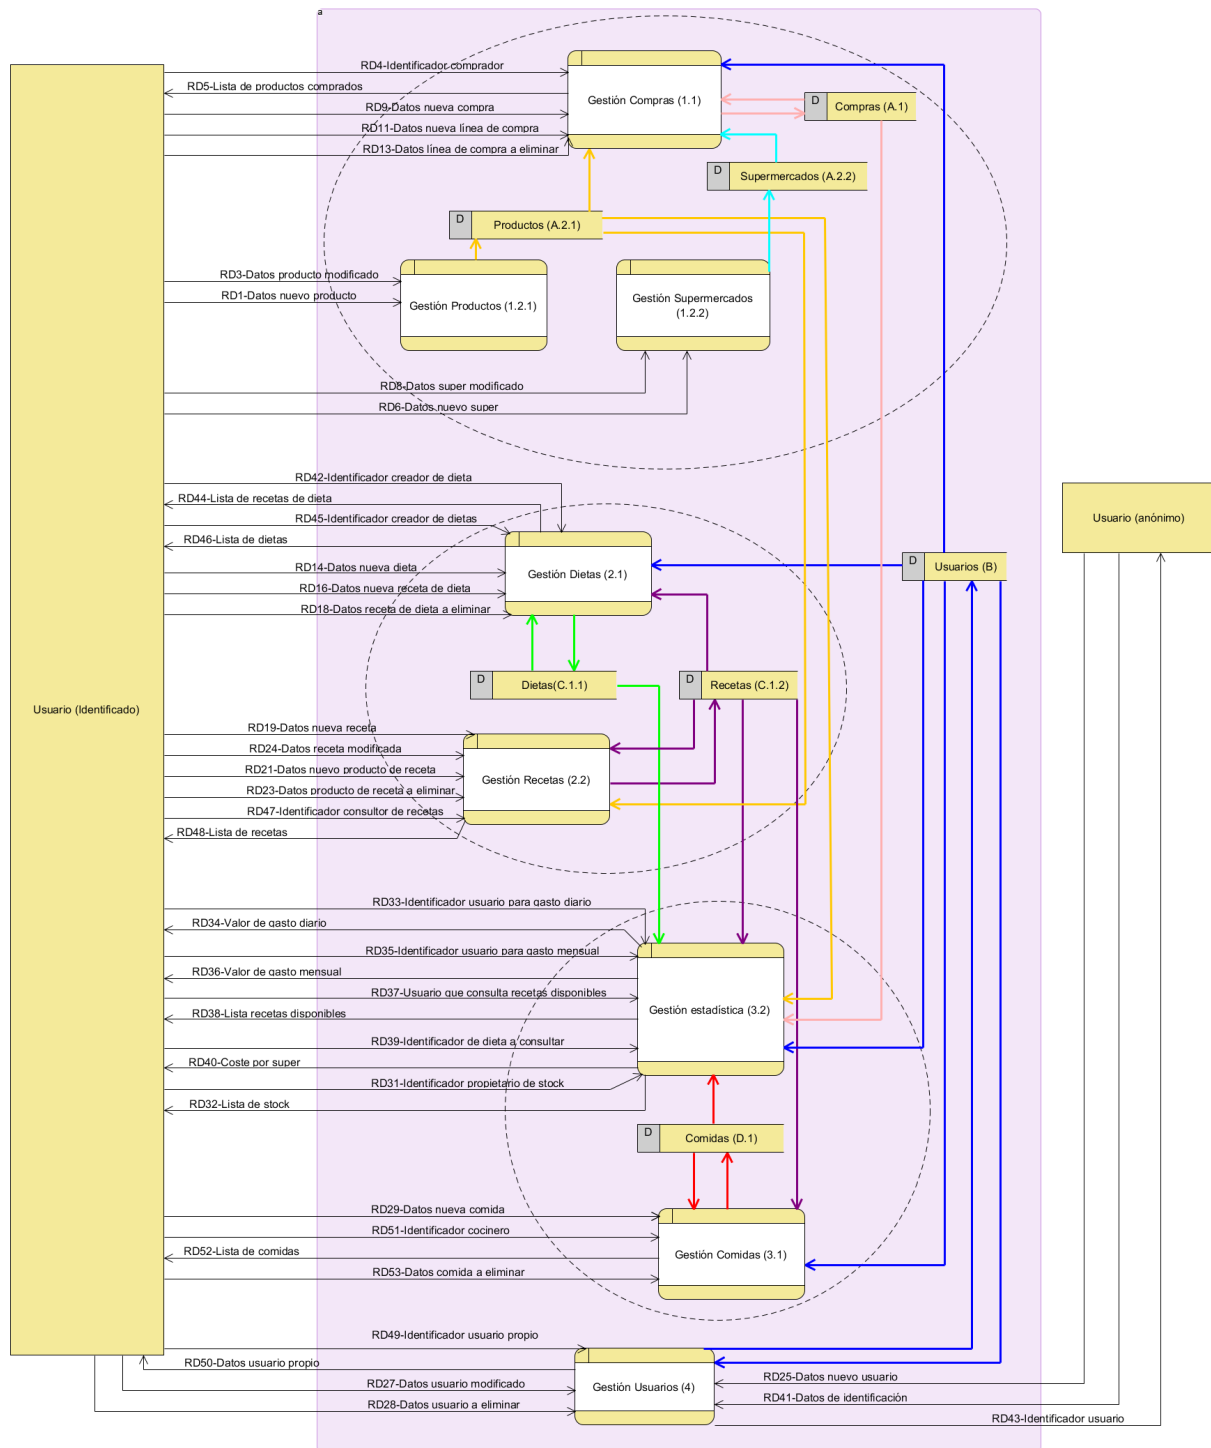 a
RD4-Identificador comprador
RD5-Lista de productos comprados
RD9-Datos nueva compra
RD11-Datos nueva línea de compra
RD13-Datos línea de compra a eliminar
Gestión Compras (1.1)
D
Compras (A.1)
D
Supermercados (A.2.2)
D
Productos (A.2.1)
RD3-Datos producto modificado
RD1-Datos nuevo producto
Gestión Productos (1.2.1)
Gestión Supermercados
(1.2.2)
RD8-Datos super modificado
RD6-Datos nuevo super
RD42-Identificador creador de dieta
RD44-Lista de recetas de dieta
RD45-Identificador creador de dietas
RD46-Lista de dietas
RD14-Datos nueva dieta
RD16-Datos nueva receta de dieta
RD18-Datos receta de dieta a eliminar
Gestión Dietas (2.1)
Usuario (anónimo)
D
Usuarios (B)
D
Dietas(C.1.1)
D
Recetas (C.1.2)
Usuario (Identificado)
RD19-Datos nueva receta
RD24-Datos receta modificada
RD21-Datos nuevo producto de receta
RD23-Datos producto de receta a eliminar
RD47-Identificador consultor de recetas
RD48-Lista de recetas
Gestión Recetas (2.2)
RD33-Identificador usuario para gasto diario
RD34-Valor de gasto diario
RD35-Identificador usuario para gasto mensual
RD36-Valor de gasto mensual
RD37-Usuario que consulta recetas disponibles
RD38-Lista recetas disponibles
RD39-Identificador de dieta a consultar
RD40-Coste por super
RD31-Identificador propietario de stock
RD32-Lista de stock
Gestión estadística (3.2)
D
Comidas (D.1)
RD29-Datos nueva comida
RD51-Identificador cocinero
RD52-Lista de comidas
RD53-Datos comida a eliminar
Gestión Comidas (3.1)
RD49-Identificador usuario propio
RD50-Datos usuario propio
RD27-Datos usuario modificado
RD28-Datos usuario a eliminar
Gestión Usuarios (4)
RD25-Datos nuevo usuario
RD41-Datos de identificación
RD43-Identificador usuario